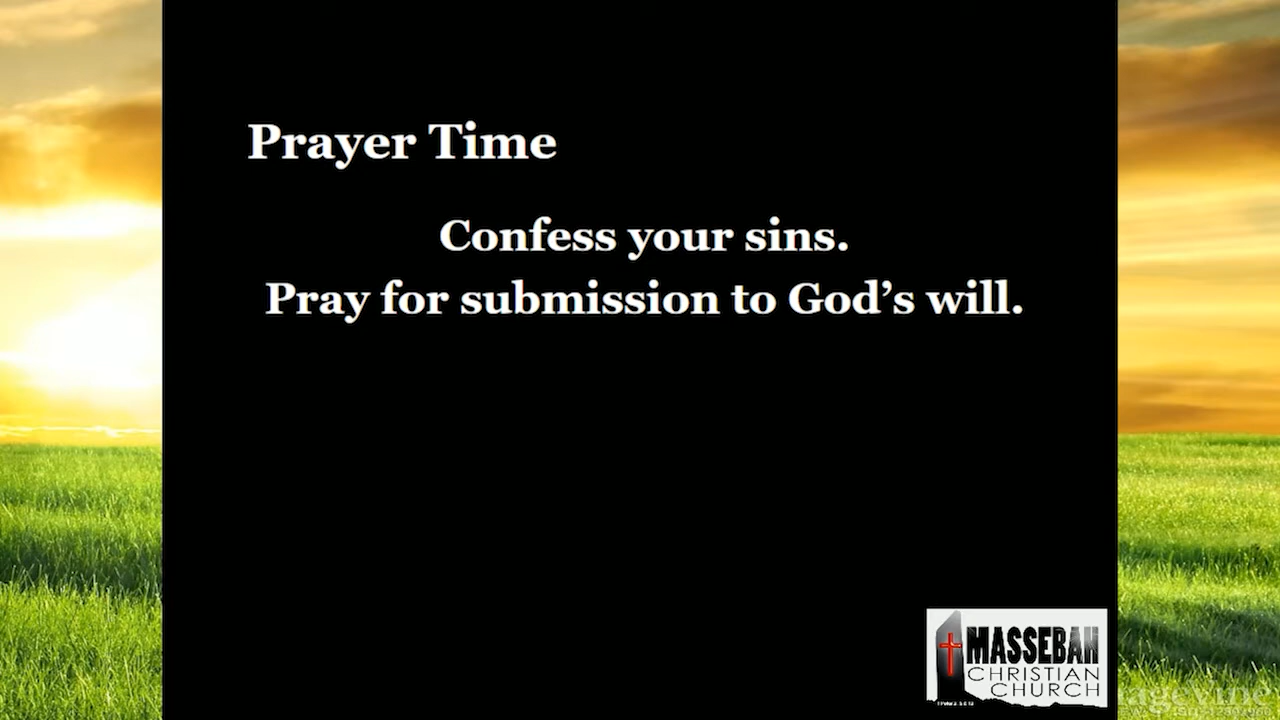 Prayer Time
Confess your sins.
Pray for submission to God’s will.
MASSEBAH
CHRISTIAN
CHURCH